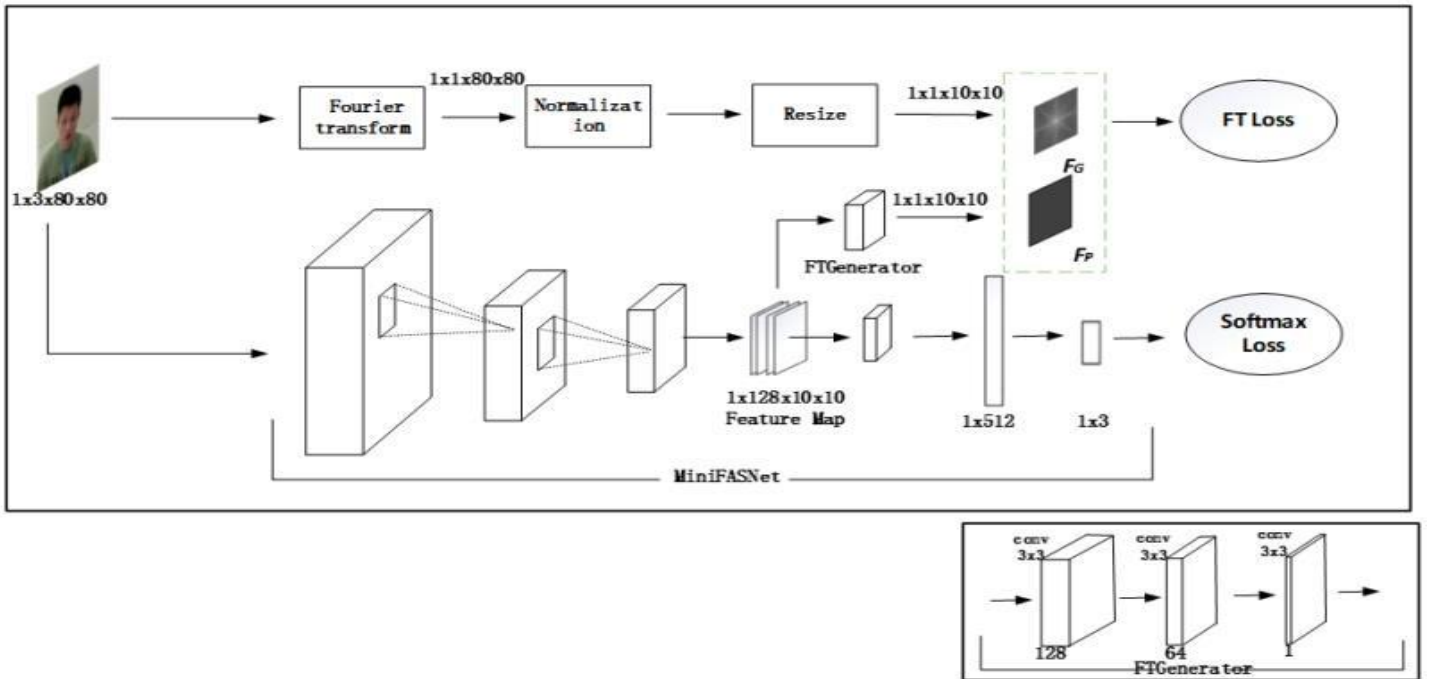 1x3x80x80
Fourier
transform
1x1x80x80
Normalizat
ion
Resize
1x1x10x10
FG
FT Loss
FTGenerator
1x1x10x10
FP
1x128x10x10
Feature Map
1x512
1x3
Softmax
Loss
MiniFASNet
conv
3x3
128
conv
3x3
64
conv
3x3
1
FTGenerator